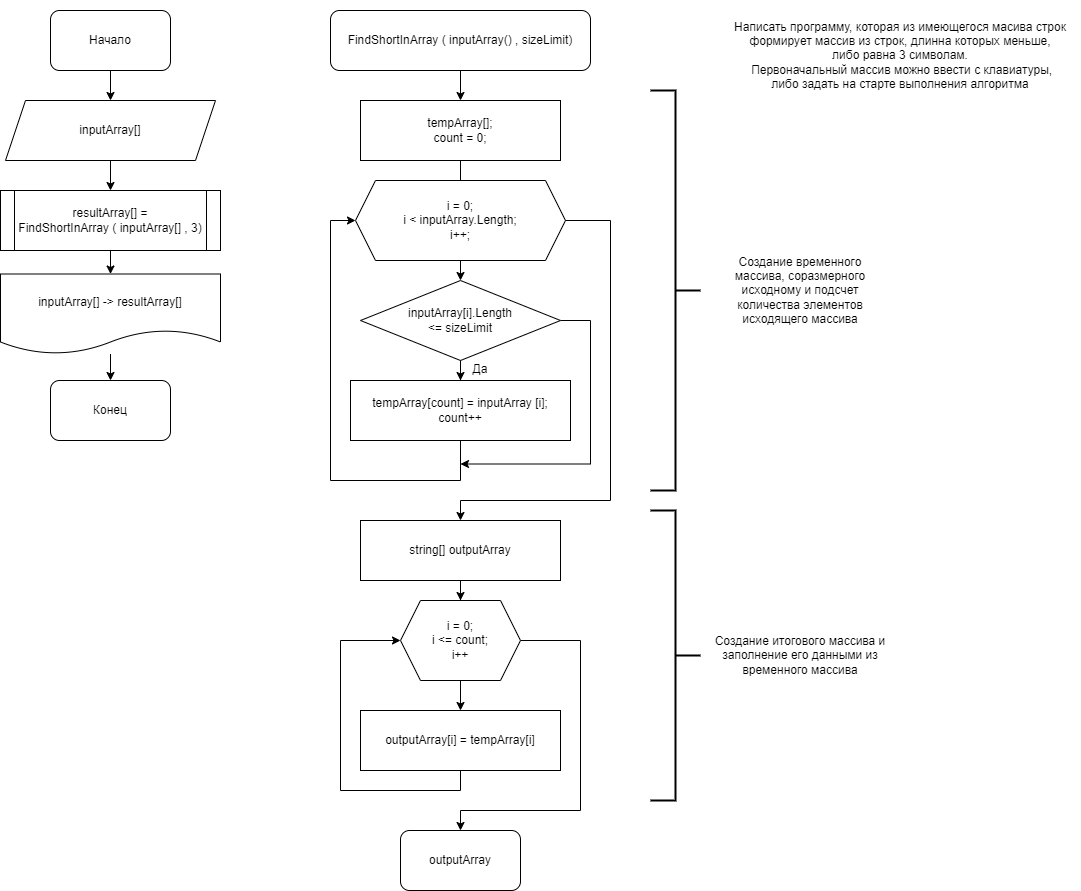 Начало
inputArray[]
resultArray[] =
FindShortInArray ( inputArray[] , 3)
inputArray[] -> resultArray[]
Конец
FindShortInArray ( inputArray() , sizeLimit)
tempArray[];
count = 0;
i = 0;
i < inputArray.Length;
i++;
inputArray[i].Length
<= sizeLimit
Да
tempArray[count] = inputArray [i];
count++
string[] outputArray
i = 0;
i <= count;
i++
outputArray[i] = tempArray[i]
outputArray
Написать программу, которая из имеющегося масива строк
формирует массив из строк, длинна которых меньше,
либо равна 3 символам.
Первоначальный массив можно ввести с клавиатуры,
либо задать на старте выполнения алгоритма
Создание временного
массива, соразмерного
исходному и подсчет
количества элементов
исходящего массива
Создание итогового массива и
заполнение его данными из
временного массива